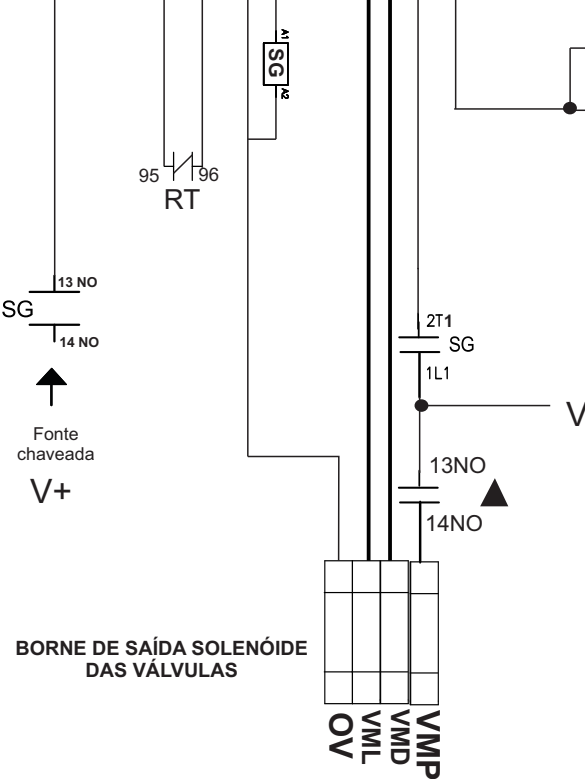 A1
SG
A2
95
96
RT
13 NO
SG
14 NO
2T1
SG
1L1
V
Fonte
chaveada
V+
13NO
14NO
BORNE DE SAÍDA SOLENÓIDE
DAS VÁLVULAS
OV
VML
VMD
VMP